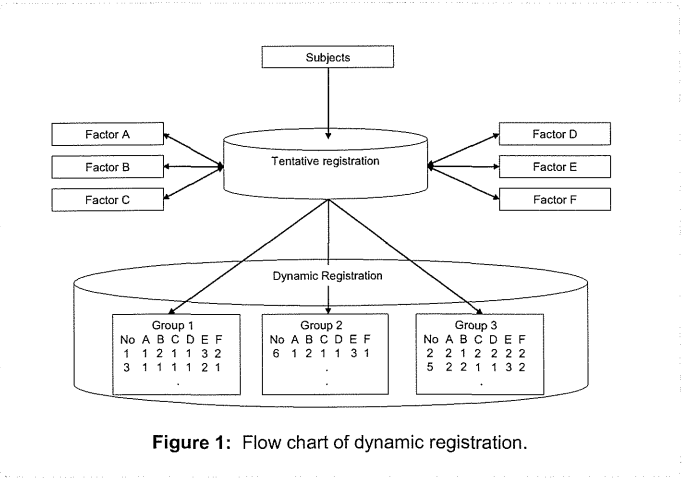 Subjects
Factor A
Factor B
Factor C
Tentative registration
Factor D
Factor E
Factor F
Dynamic Registration
Group 1
No A B C D E F
1 1 2 1 1 3 2
3 1 1 1 1 2 1
.
Group 2
No A B C D E F
6 1 2 1 1 3 1
.
.
Group 3
No A B C D E F
2 2 1 2 2 2 2
5 2 2 1 1 3 2
.
Figure 1: Flow chart of dynamic registration.